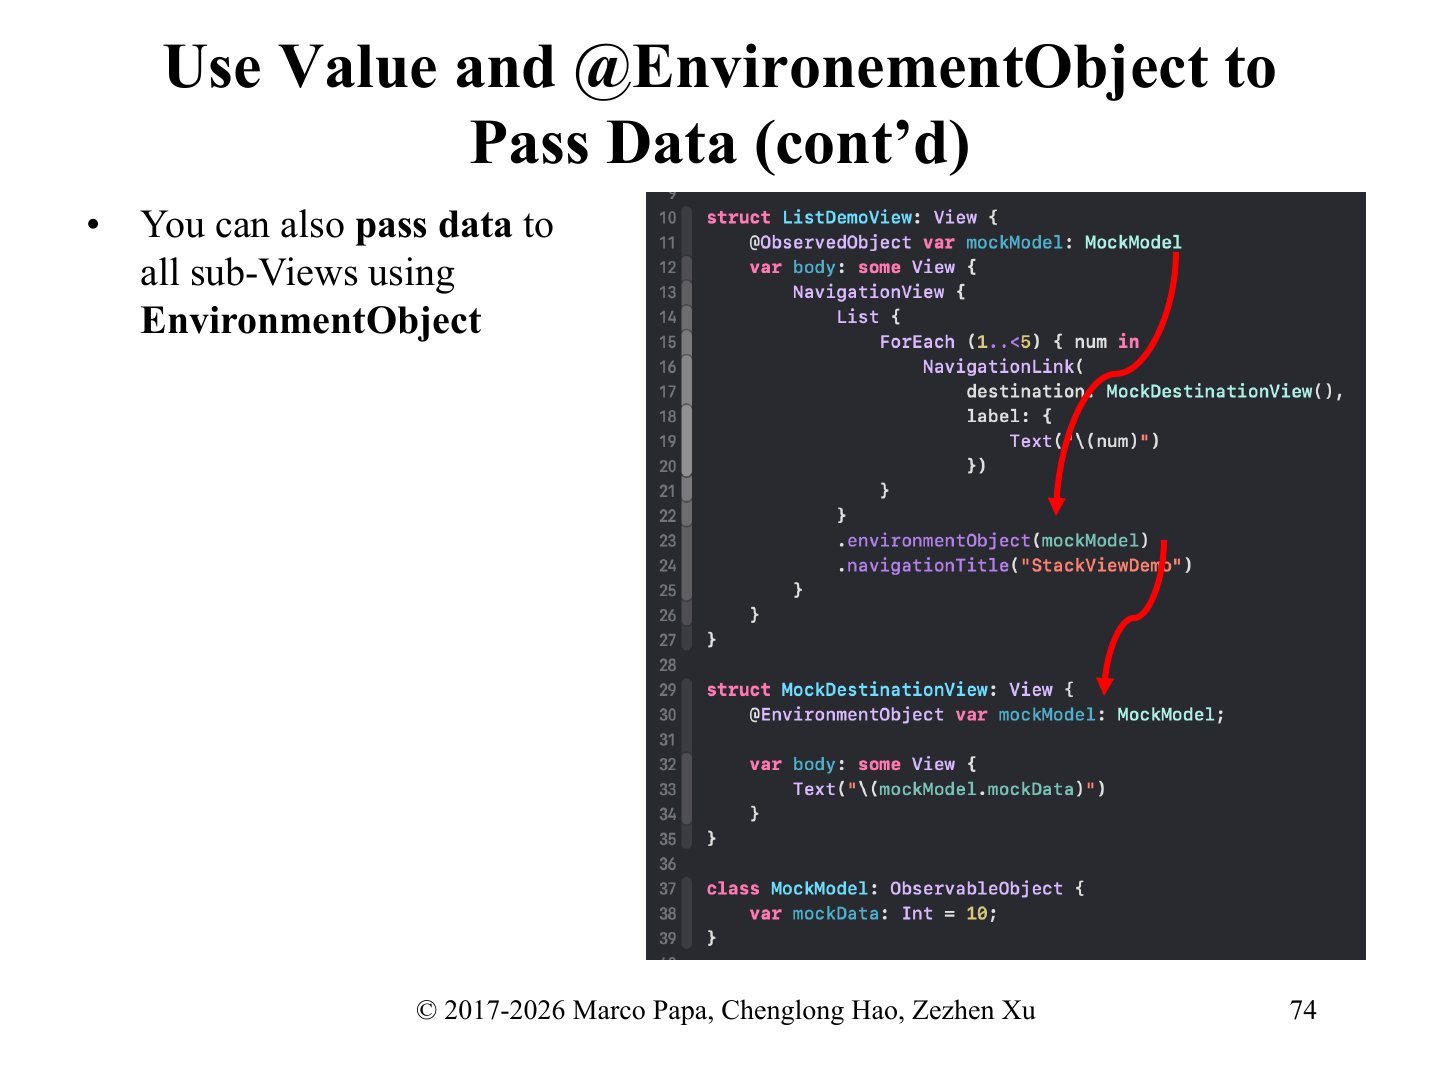 Use Value and @EnvironementObject to
Pass Data (cont’d)
• You can also pass data to
all sub-Views using
EnvironmentObject
9
10 struct ListDemoView: View {
11 @ObservedObject var mockModel: MockModel
12 var body: some View {
13 NavigationView {
14 List {
15 ForEach (1..<5) { num in
16 NavigationLink(
17 destination: MockDestinationView(),
18 label: {
19 Text("\(num)")
20 })
21 }
22 }
23 .environmentObject(mockModel)
24 .navigationTitle("StackViewDemo")
25 }
26 }
27 }
28
29 struct MockDestinationView: View {
30 @EnvironmentObject var mockModel: MockModel;
31
32 var body: some View {
33 Text("\(mockModel.mockData)")
34 }
35 }
36
37 class MockModel: ObservableObject {
38 var mockData: Int = 10;
39 }
© 2017-2026 Marco Papa, Chenglong Hao, Zezhen Xu
74